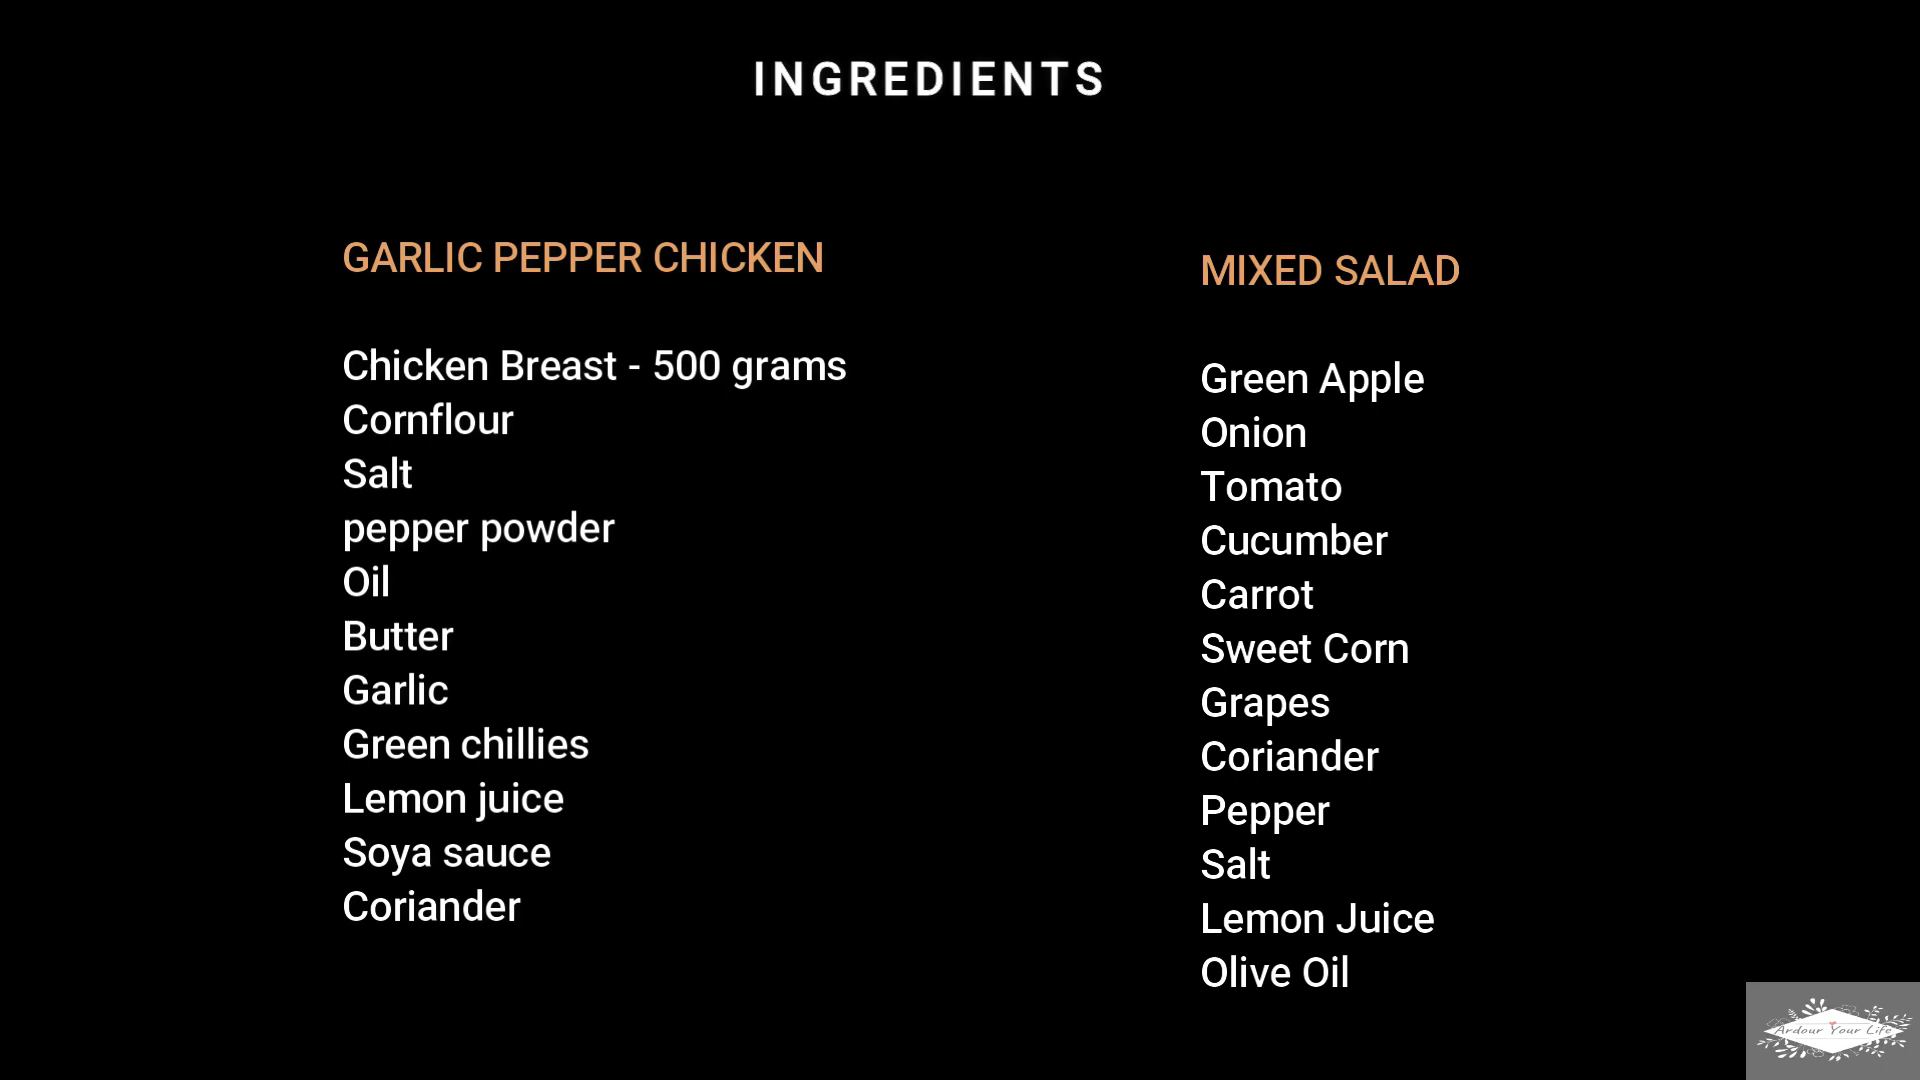 INGREDIENTS
GARLIC PEPPER CHICKEN
Chicken Breast - 500 grams
Cornflour
Salt
pepper powder
Oil
Butter
Garlic
Green chillies
Lemon juice
Soya sauce
Coriander
MIXED SALAD
Green Apple
Onion
Tomato
Cucumber
Carrot
Sweet Corn
Grapes
Coriander
Pepper
Salt
Lemon Juice
Olive Oil
Ardour Your Life